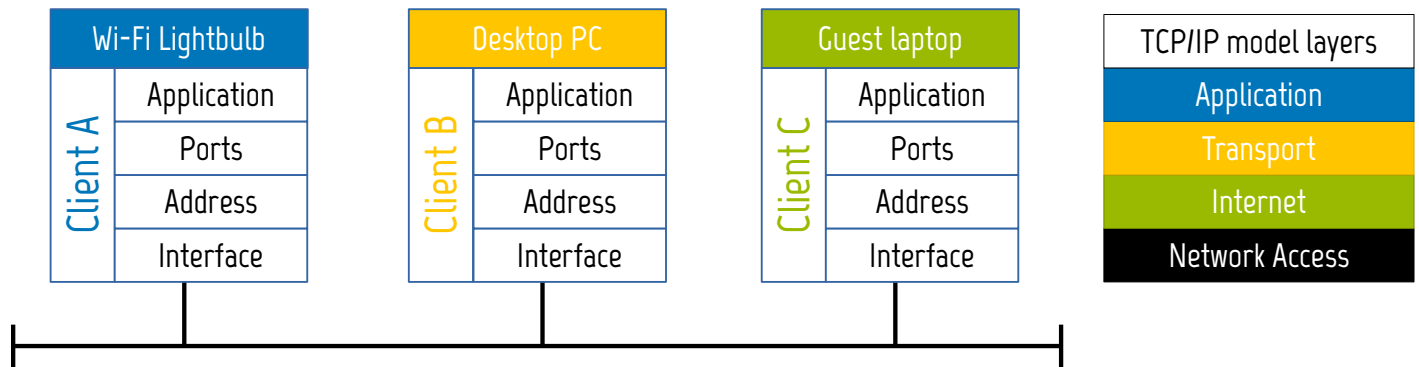 Wi-Fi Lightbulb
Client A
Application
Ports
Address
Interface
Desktop PC
Client B
Application
Ports
Address
Interface
Guest laptop
Client C
Application
Ports
Address
Interface
TCP/IP model layers
Application
Transport
Internet
Network Access